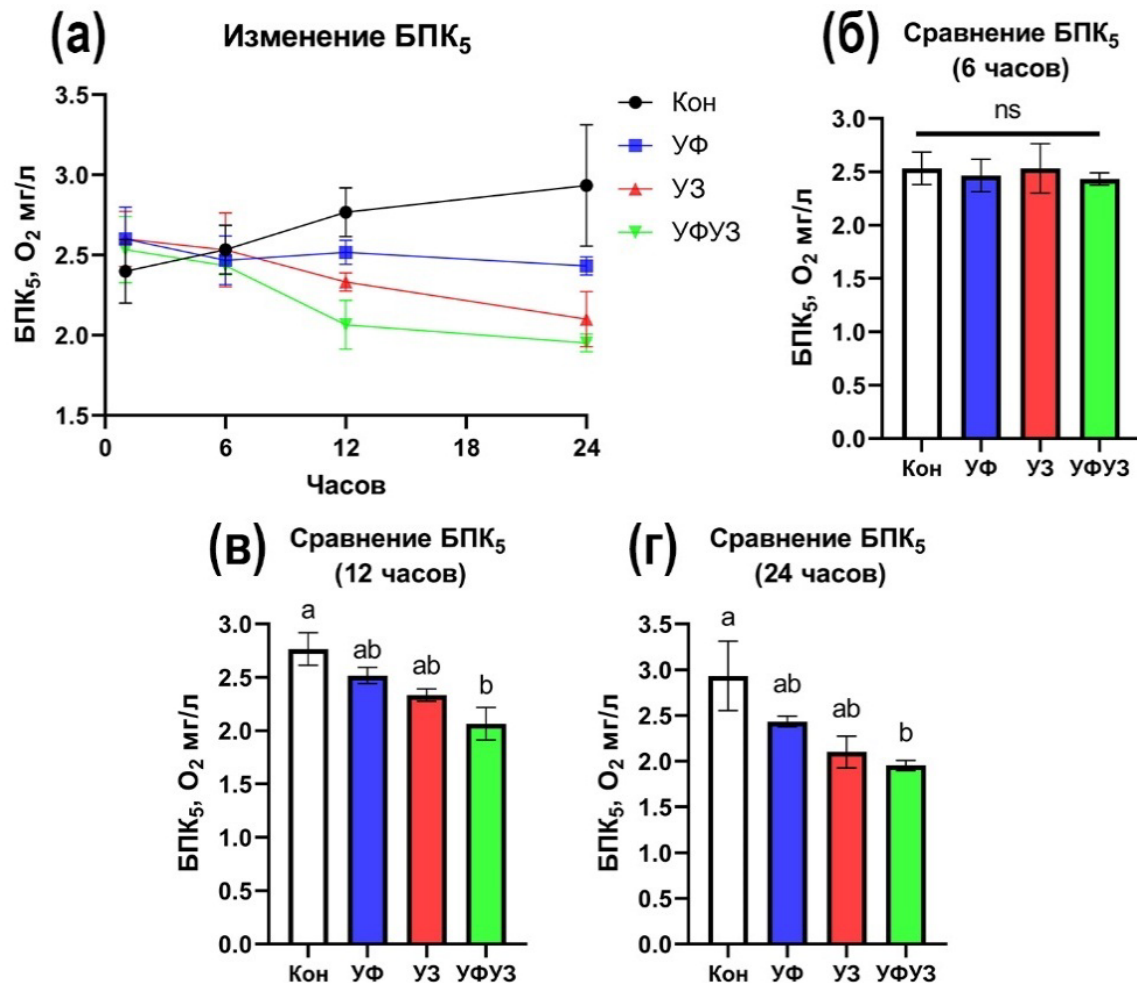 (а)
Изменение БПК₅
3.5
3.0
2.5
2.0
1.5
БПК₅, О₂ мг/л
0
6
12
18
24
Часов
Кон
УФ
УЗ
УФУЗ
(б)
Сравнение БПК₅
(6 часов)
ns
3.0
2.5
2.0
1.5
1.0
0.5
0.0
БПК₅, О₂ мг/л
Кон
УФ
УЗ
УФУЗ
(в)
Сравнение БПК₅
(12 часов)
3.0
2.5
2.0
1.5
1.0
0.5
0.0
БПК₅, О₂ мг/л
a
ab
ab
b
Кон
УФ
УЗ
УФУЗ
(г)
Сравнение БПК₅
(24 часов)
3.5
3.0
2.5
2.0
1.5
1.0
0.5
0.0
БПК₅, О₂ мг/л
a
ab
ab
b
Кон
УФ
УЗ
УФУЗ